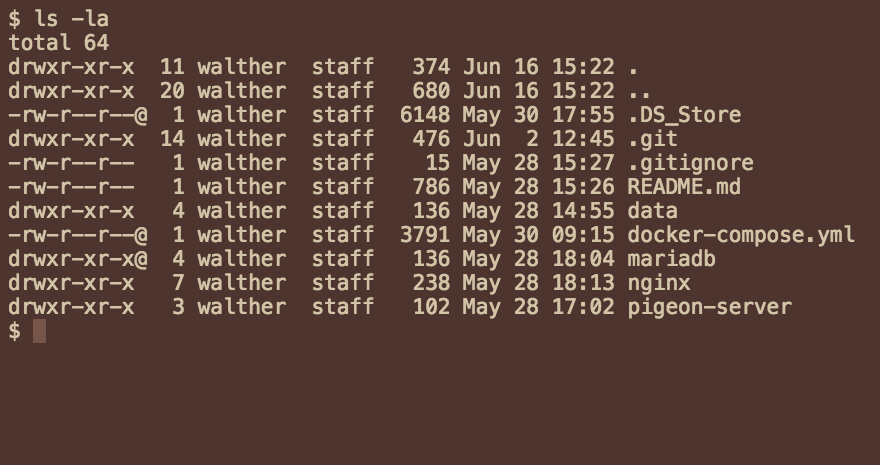 $ ls -la
total 64
drwxr-xr-x  11 walther  staff   374 Jun 16 15:22 .
drwxr-xr-x  20 walther  staff   680 Jun 16 15:22 ..
-rw-r--r--@  1 walther  staff  6148 May 30 17:55 .DS_Store
drwxr-xr-x  14 walther  staff   476 Jun  2 12:45 .git
-rw-r--r--   1 walther  staff    15 May 28 15:27 .gitignore
-rw-r--r--   1 walther  staff   786 May 28 15:26 README.md
drwxr-xr-x   4 walther  staff   136 May 28 14:55 data
-rw-r--r--@  1 walther  staff  3791 May 30 09:15 docker-compose.yml
drwxr-xr-x@  4 walther  staff   136 May 28 18:04 mariadb
drwxr-xr-x   7 walther  staff   238 May 28 18:13 nginx
drwxr-xr-x   3 walther  staff   102 May 28 17:02 pigeon-server
$